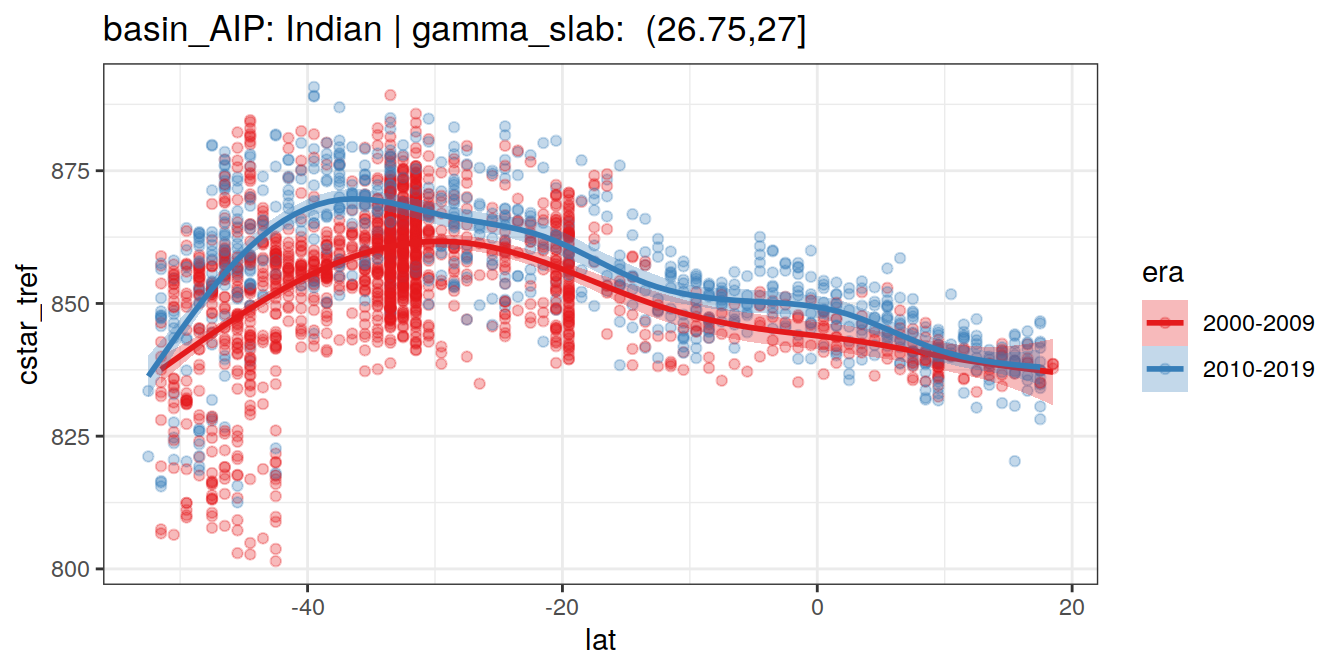 basin_AIP: Indian | gamma_slab:  (26.75,27]
cstar_tref
875
850
825
800
-40
-20
0
20
lat
era
2000-2009
2010-2019